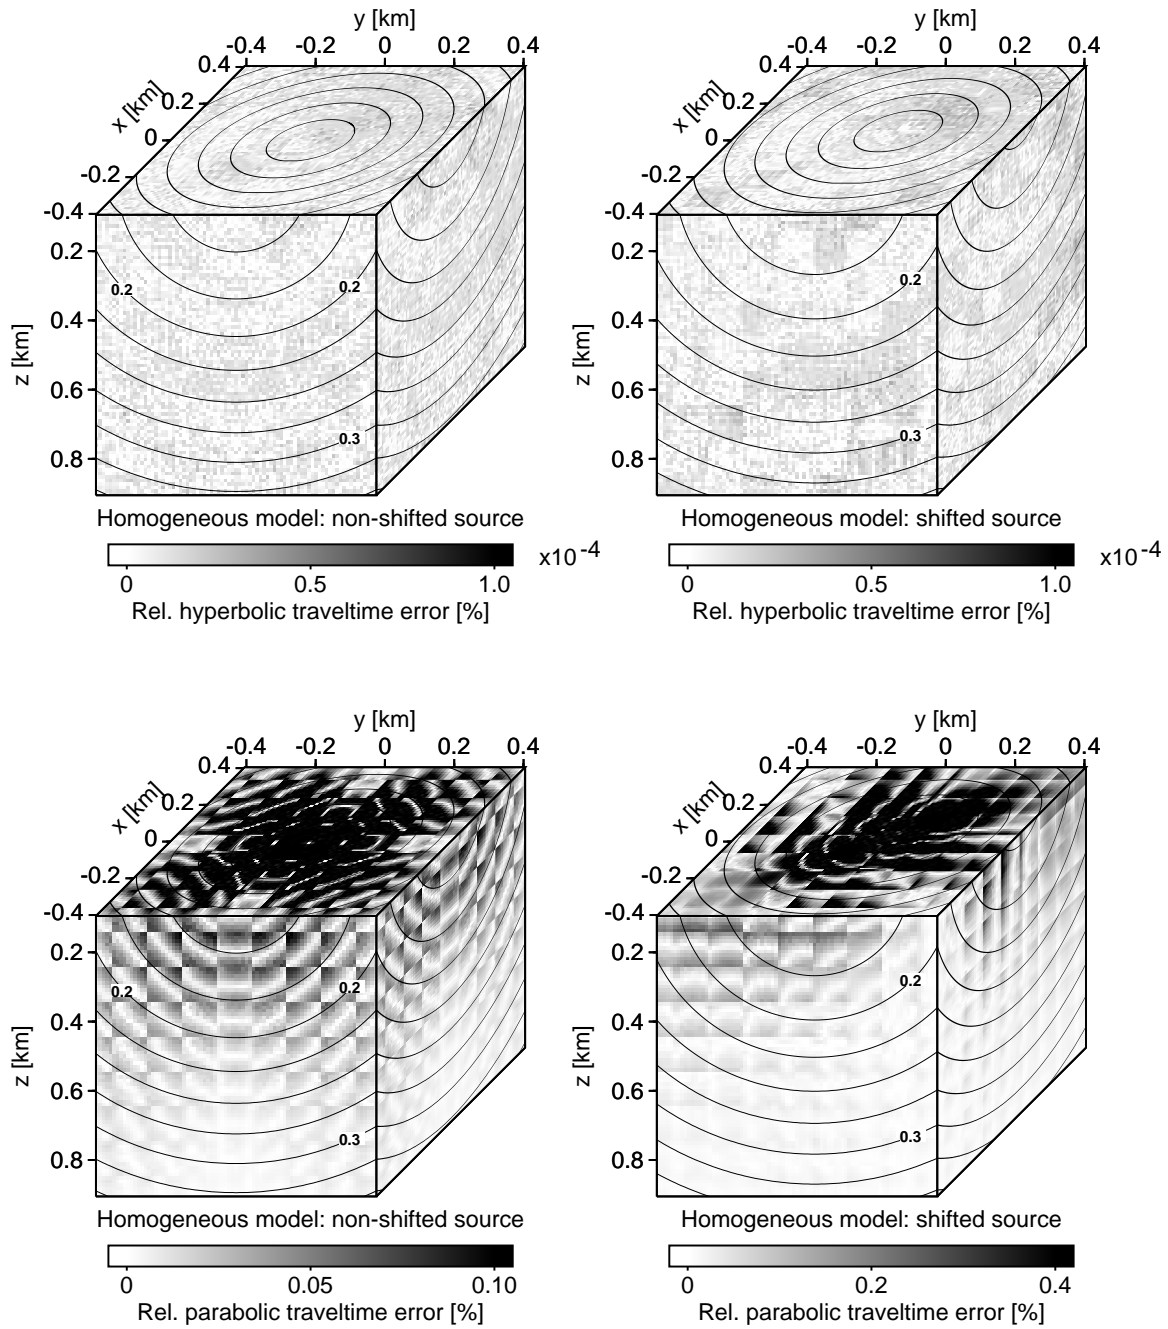 y [km]
-0.4 -0.2 0 0.2 0.4
x [km]
0.4
0.2
0
-0.2
-0.4
0.2
0.4
0.6
0.8
z [km]
0.2 0.2
0.3
Homogeneous model: non-shifted source
0 0.5 1.0 x10-4
Rel. hyperbolic traveltime error [%]
y [km]
-0.4 -0.2 0 0.2 0.4
x [km]
0.4
0.2
0
-0.2
-0.4
0.2
0.4
0.6
0.8
z [km]
0.2
0.3
Homogeneous model: shifted source
0 0.5 1.0 x10-4
Rel. hyperbolic traveltime error [%]
y [km]
-0.4 -0.2 0 0.2 0.4
x [km]
0.4
0.2
0
-0.2
-0.4
0.2
0.4
0.6
0.8
z [km]
0.2 0.2
0.3
Homogeneous model: non-shifted source
0 0.05 0.10
Rel. parabolic traveltime error [%]
y [km]
-0.4 -0.2 0 0.2 0.4
x [km]
0.4
0.2
0
-0.2
-0.4
0.2
0.4
0.6
0.8
z [km]
0.2
0.3
Homogeneous model: shifted source
0 0.2 0.4
Rel. parabolic traveltime error [%]